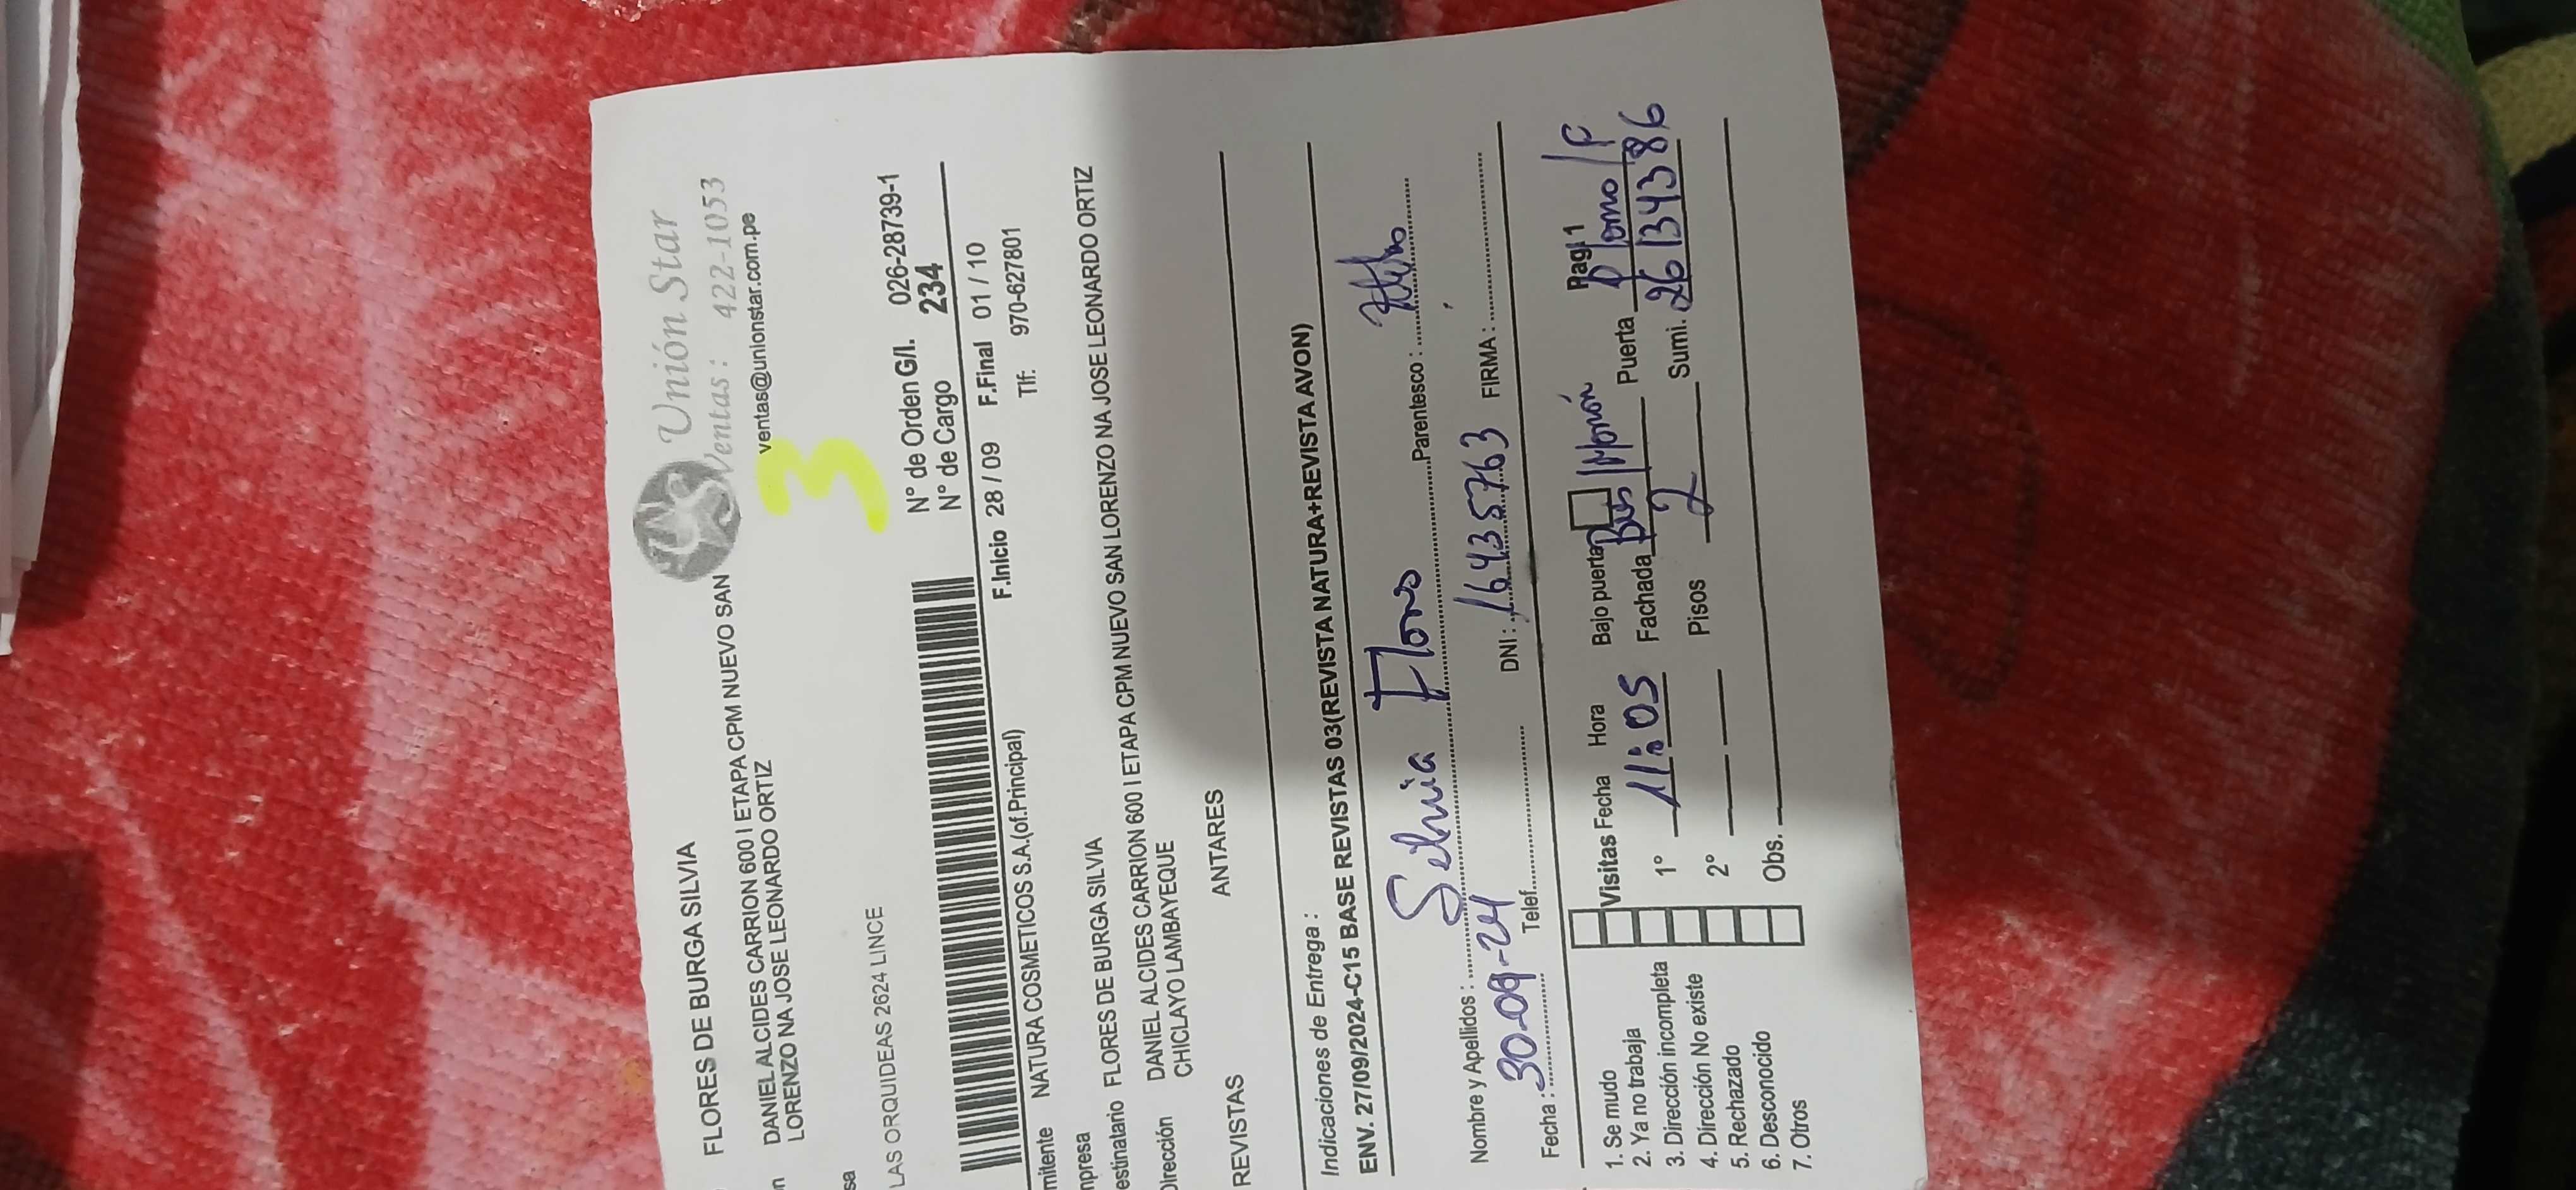 Unión Star
Ventas: 422-1053
ventas@unionstar.com.pe
FLORES DE BURGA SILVIA
DANIEL ALCIDES CARRION 600 I ETAPA CPM NUEVO SAN
LORENZO NA JOSE LEONARDO ORTIZ
3
LAS ORQUIDEAS 2624 LINCE
N° de Orden G/I. 026-28739-1
N° de Cargo 234
F.Inicio 28 / 09 F.Final 01 / 10
mitente NATURA COSMETICOS S.A.(of.Principal) Tlf: 970-627801
mpresa
estinatario FLORES DE BURGA SILVIA
Dirección DANIEL ALCIDES CARRION 600 I ETAPA CPM NUEVO SAN LORENZO NA JOSE LEONARDO ORTIZ
CHICLAYO LAMBAYEQUE
REVISTAS ANTARES
Indicaciones de Entrega :
ENV. 27/09/2024-C15 BASE REVISTAS 03(REVISTA NATURA+REVISTA AVON)
Nombre y Apellidos : Silvia Flores Parentesco :
Fecha : 30-09-24 Telef. DNI : 16435763 FIRMA :
1. Se mudo
2. Ya no trabaja
3. Dirección incompleta
4. Dirección No existe
5. Rechazado
6. Desconocido
7. Otros
Visitas Fecha Hora Bajo puerta Pag 1
1° 11:05 Fachada Puerta
2° Pisos 2 Sumi. 26134386
Obs.